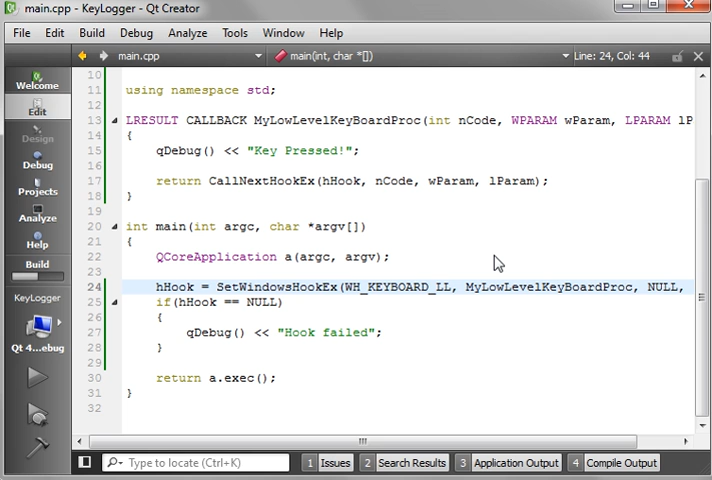 main.cpp - KeyLogger - Qt Creator
File Edit Build Debug Analyze Tools Window Help
main.cpp main(int, char *[]) Line: 24, Col: 44
Welcome
Edit
Design
Debug
Projects
Analyze
Help
Build
KeyLogger
Qt 4...ebug
10
11 using namespace std;
12
13 LRESULT CALLBACK MyLowLevelKeyBoardProc(int nCode, WPARAM wParam, LPARAM lP
14 {
15 qDebug() << "Key Pressed!";
16
17 return CallNextHookEx(hHook, nCode, wParam, lParam);
18 }
19
20 int main(int argc, char *argv[])
21 {
22 QCoreApplication a(argc, argv);
23
24 hHook = SetWindowsHookEx(WH_KEYBOARD_LL, MyLowLevelKeyBoardProc, NULL,
25 if(hHook == NULL)
26 {
27 qDebug() << "Hook failed";
28 }
29
30 return a.exec();
31 }
32
Type to locate (Ctrl+K) 1 Issues 2 Search Results 3 Application Output 4 Compile Output